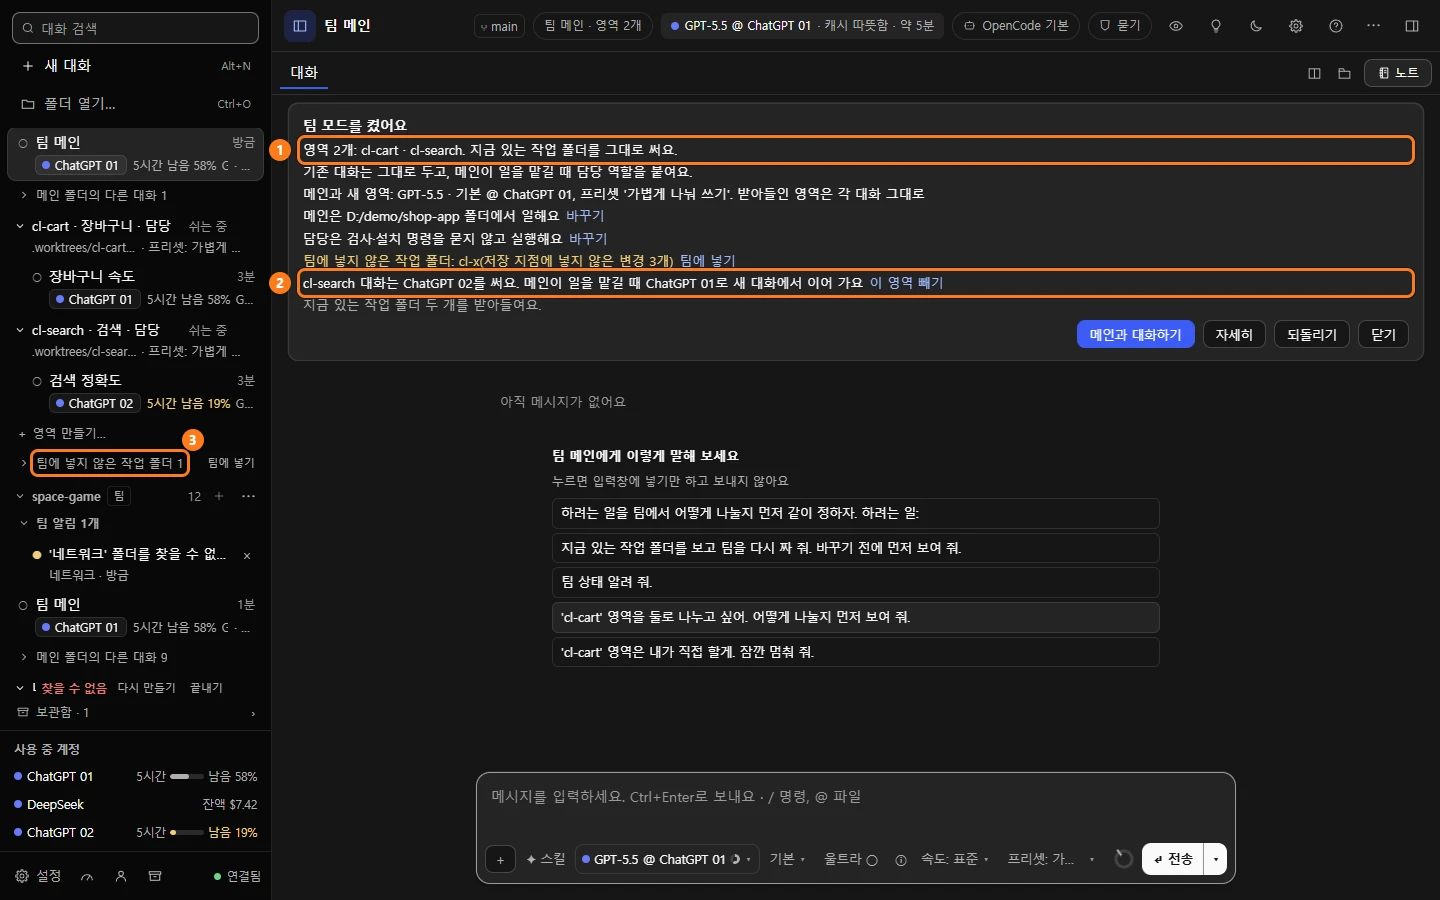 대화 검색
+ 새 대화 Alt+N
폴더 열기... Ctrl+O
팀 메인 방금
ChatGPT 01 5시간 남음 58% G · ...
메인 폴더의 다른 대화 1
cl-cart · 장바구니 · 담당 쉬는 중
.worktrees/cl-cart... · 프리셋: 가볍게 ...
장바구니 속도 3분
ChatGPT 01 5시간 남음 58% G...
cl-search · 검색 · 담당 쉬는 중
.worktrees/cl-sear... · 프리셋: 가볍게 ...
검색 정확도 3분
ChatGPT 02 5시간 남음 19% G...
+ 영역 만들기...
3
팀에 넣지 않은 작업 폴더 1 팀에 넣기
space-game 팀 12 + ...
팀 알림 1개
'네트워크' 폴더를 찾을 수 없... ×
네트워크 · 방금
팀 메인 1분
ChatGPT 01 5시간 남음 58% G · ...
메인 폴더의 다른 대화 9
찾을 수 없음 다시 만들기 끝내기
보관함 · 1
사용 중 계정
ChatGPT 01 5시간 남음 58%
DeepSeek 잔액 $7.42
ChatGPT 02 5시간 남음 19%
설정 연결됨
팀 메인
main
팀 메인 · 영역 2개
GPT-5.5 @ ChatGPT 01 · 캐시 따뜻함 · 약 5분
OpenCode 기본
묻기
대화
노트
팀 모드를 켰어요
1
영역 2개: cl-cart · cl-search. 지금 있는 작업 폴더를 그대로 써요.
기존 대화는 그대로 두고, 메인이 일을 맡길 때 담당 역할을 붙여요.
메인과 새 영역: GPT-5.5 · 기본 @ ChatGPT 01, 프리셋 '가볍게 나눠 쓰기'. 받아들인 영역은 각 대화 그대로
메인은 D:/demo/shop-app 폴더에서 일해요 바꾸기
담당은 검사·설치 명령을 묻지 않고 실행해요 바꾸기
팀에 넣지 않은 작업 폴더: cl-x(저장 지점에 넣지 않은 변경 3개) 팀에 넣기
2
cl-search 대화는 ChatGPT 02를 써요. 메인이 일을 맡길 때 ChatGPT 01로 새 대화에서 이어 가요 이 영역 빼기
지금 있는 작업 폴더 두 개를 받아들여요.
메인과 대화하기 자세히 되돌리기 닫기
아직 메시지가 없어요
팀 메인에게 이렇게 말해 보세요
누르면 입력창에 넣기만 하고 보내지 않아요
하려는 일을 팀에서 어떻게 나눌지 먼저 같이 정하자. 하려는 일:
지금 있는 작업 폴더를 보고 팀을 다시 짜 줘. 바꾸기 전에 먼저 보여 줘.
팀 상태 알려 줘.
'cl-cart' 영역을 둘로 나누고 싶어. 어떻게 나눌지 먼저 보여 줘.
'cl-cart' 영역은 내가 직접 할게. 잠깐 멈춰 줘.
메시지를 입력하세요. Ctrl+Enter로 보내요 · / 명령, @ 파일
+ 스킬 GPT-5.5 @ ChatGPT 01 기본 울트라 속도: 표준 프리셋: 가... 전송